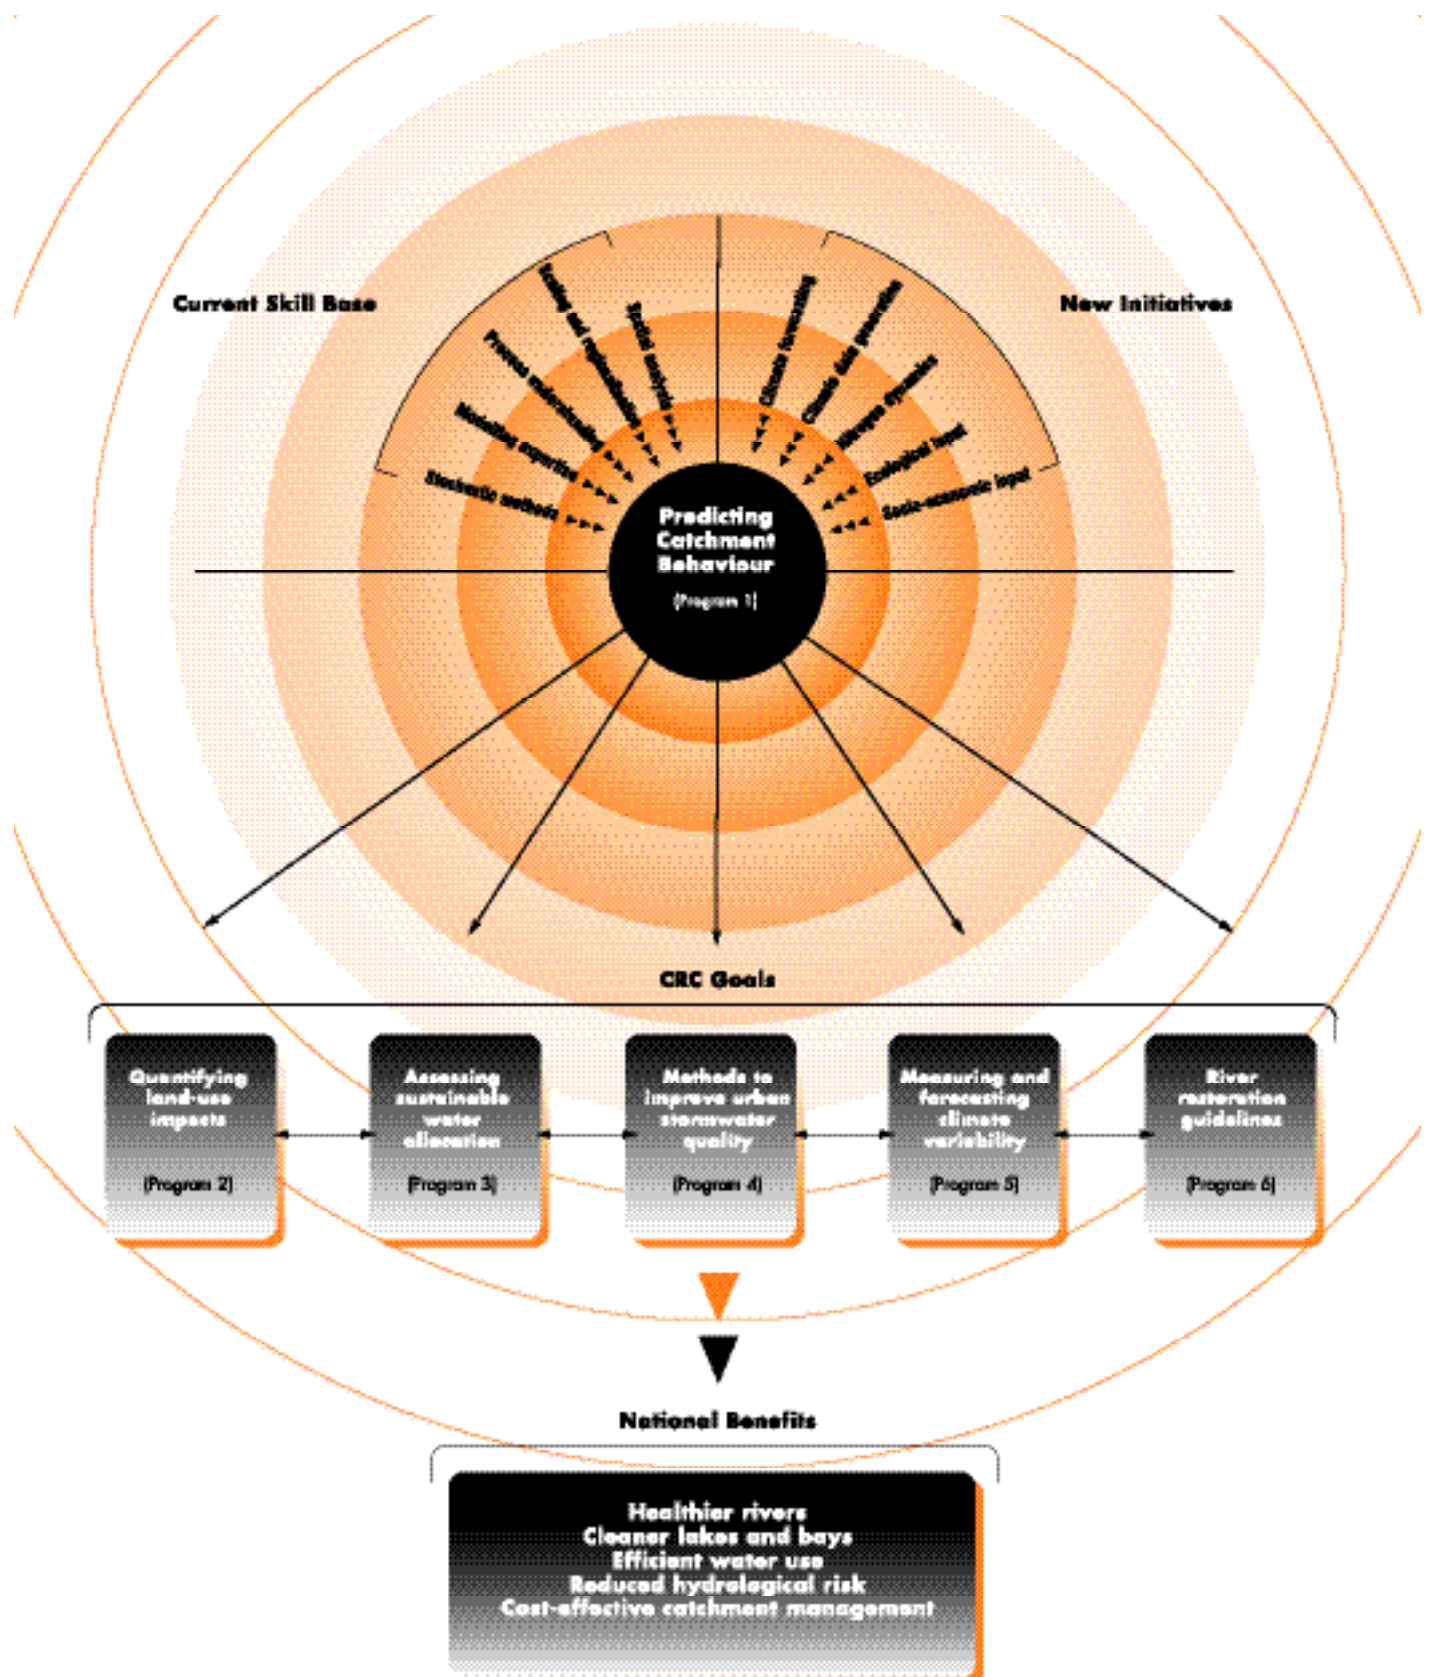 Current Skill Base
New Initiatives
Stochastic methods
Modelling expertise
Process understanding
Scaling and regionalisation
Spatial analysis
Climate forecasting
Climate data generation
Nitrogen dynamics
Ecological input
Socio-economic input
Predicting
Catchment
Behaviour
(Program 1)
CRC Goals
Quantifying
land-use
impacts
(Program 2)
Assessing
sustainable
water
allocation
(Program 3)
Methods to
improve urban
stormwater
quality
(Program 4)
Measuring and
forecasting
climate
variability
(Program 5)
River
restoration
guidelines
(Program 6)
National Benefits
Healthier rivers
Cleaner lakes and bays
Efficient water use
Reduced hydrological risk
Cost-effective catchment management